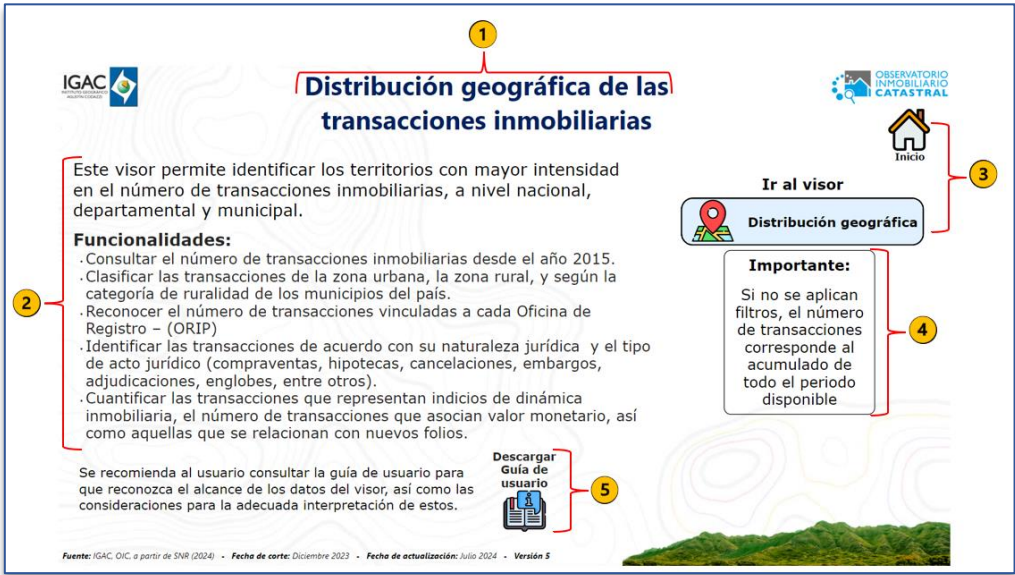 1
IGAC
INSTITUTO GEOGRÁFICO
AGUSTÍN CODAZZI
Distribución geográfica de las
transacciones inmobiliarias
OBSERVATORIO
INMOBILIARIO
CATASTRAL
Inicio
3
Este visor permite identificar los territorios con mayor intensidad
en el número de transacciones inmobiliarias, a nivel nacional,
departamental y municipal.
Ir al visor
Distribución geográfica
2
Funcionalidades:
· Consultar el número de transacciones inmobiliarias desde el año 2015.
· Clasificar las transacciones de la zona urbana, la zona rural, y según la
categoría de ruralidad de los municipios del país.
· Reconocer el número de transacciones vinculadas a cada Oficina de
Registro – (ORIP)
· Identificar las transacciones de acuerdo con su naturaleza jurídica y el tipo
de acto jurídico (compraventas, hipotecas, cancelaciones, embargos,
adjudicaciones, englobes, entre otros).
· Cuantificar las transacciones que representan indicios de dinámica
inmobiliaria, el número de transacciones que asocian valor monetario, así
como aquellas que se relacionan con nuevos folios.
Importante:
Si no se aplican
filtros, el número
de transacciones
corresponde al
acumulado de
todo el periodo
disponible
4
Se recomienda al usuario consultar la guía de usuario para
que reconozca el alcance de los datos del visor, así como las
consideraciones para la adecuada interpretación de estos.
Descargar
Guía de
usuario
5
Fuente: IGAC, OIC, a partir de SNR (2024) - Fecha de corte: Diciembre 2023 - Fecha de actualización: Julio 2024 - Versión 5